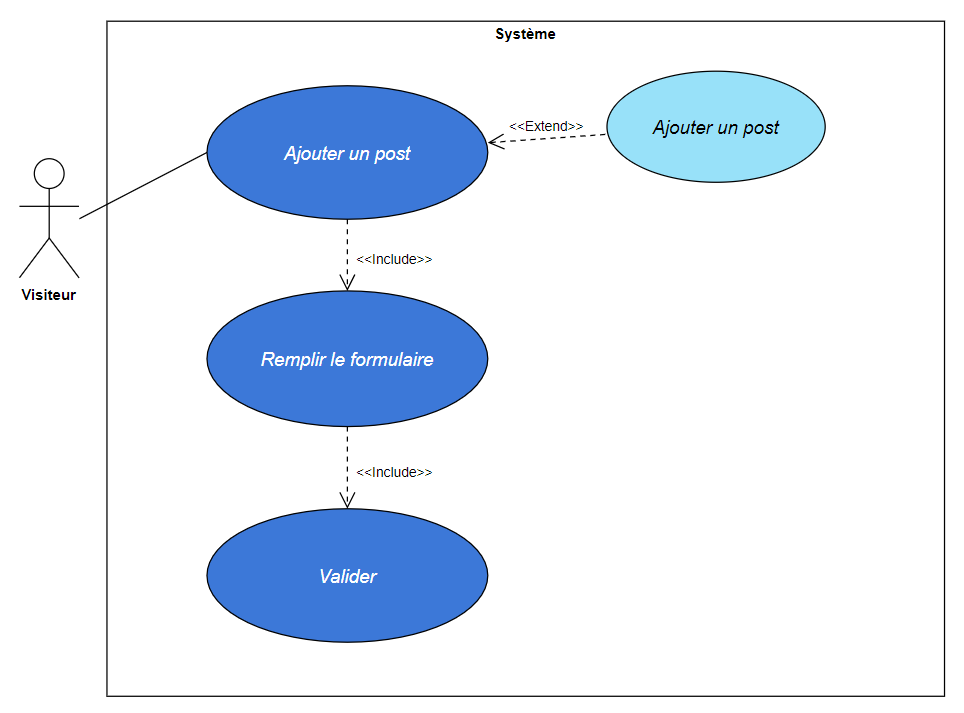 Système
Ajouter un post
<<Extend>>
Ajouter un post
<<Include>>
Visiteur
Remplir le formulaire
<<Include>>
Valider